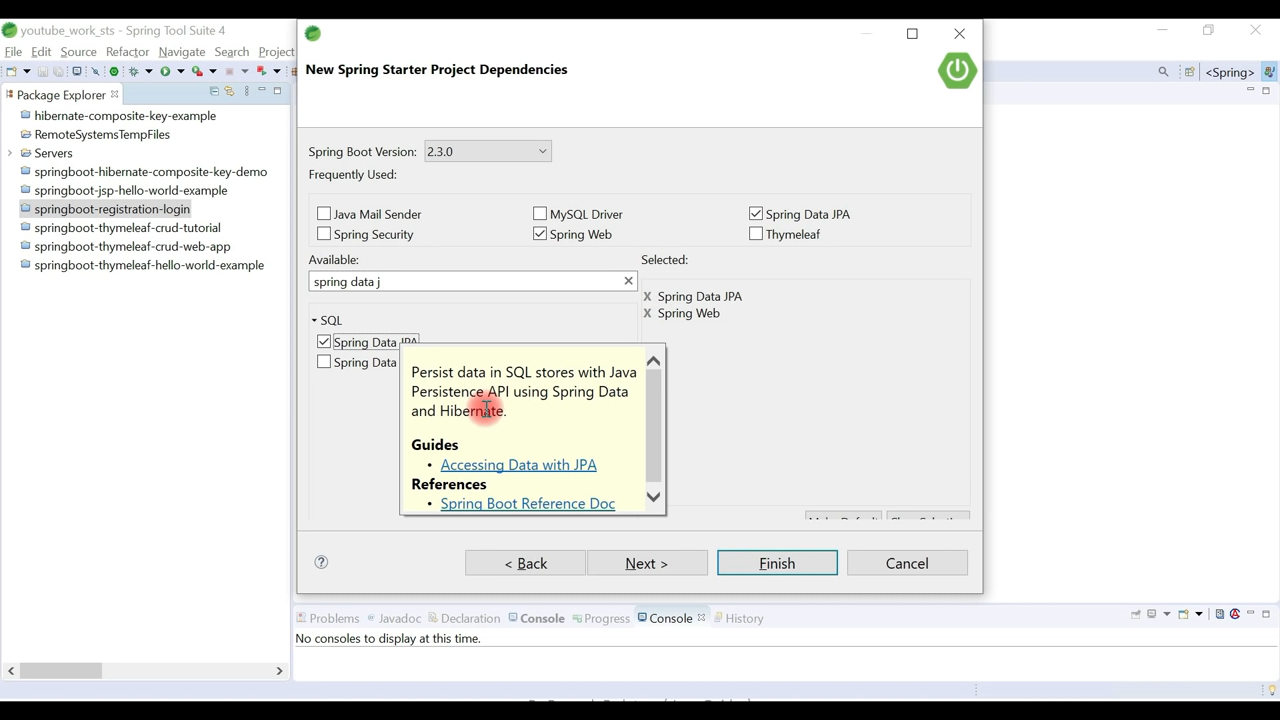 youtube_work_sts - Spring Tool Suite 4
File Edit Source Refactor Navigate Search Project
<Spring>
Package Explorer
hibernate-composite-key-example
RemoteSystemsTempFiles
Servers
springboot-hibernate-composite-key-demo
springboot-jsp-hello-world-example
springboot-registration-login
springboot-thymeleaf-crud-tutorial
springboot-thymeleaf-crud-web-app
springboot-thymeleaf-hello-world-example
New Spring Starter Project Dependencies
Spring Boot Version: 2.3.0
Frequently Used:
Java Mail Sender MySQL Driver Spring Data JPA
Spring Security Spring Web Thymeleaf
Available: Selected:
spring data j
X Spring Data JPA
X Spring Web
SQL
Spring Data JPA
Spring Data
Persist data in SQL stores with Java
Persistence API using Spring Data
and Hibernate.
Guides
• Accessing Data with JPA
References
• Spring Boot Reference Doc
< Back Next > Finish Cancel
Problems Javadoc Declaration Console Progress Console History
No consoles to display at this time.